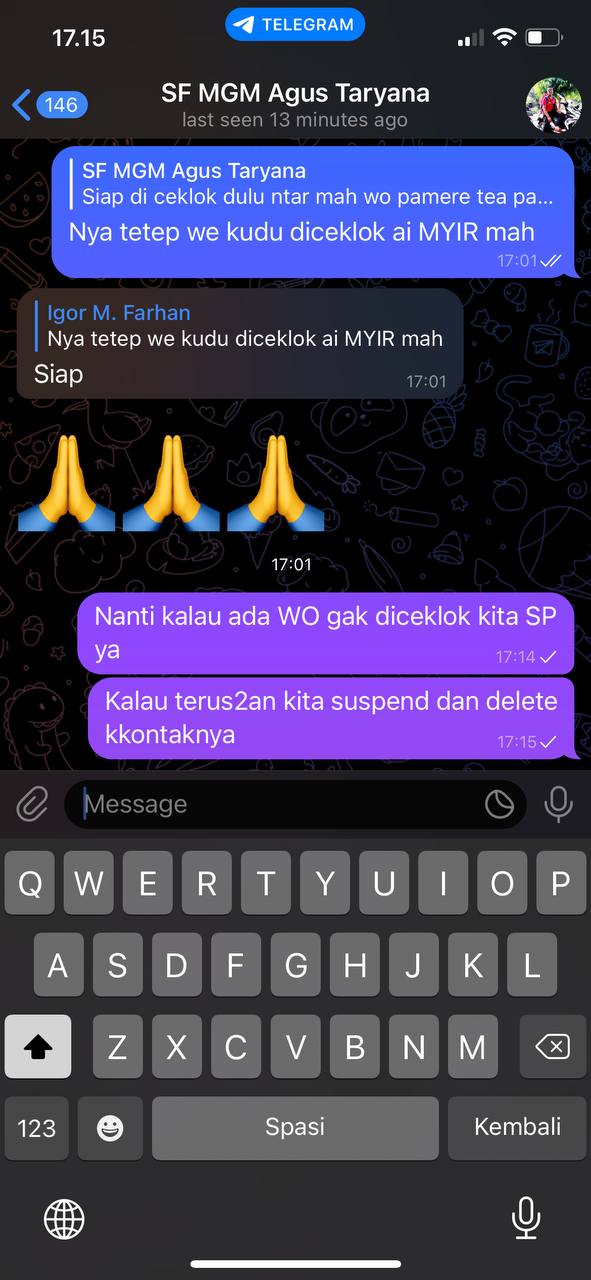 17.15
TELEGRAM
146
SF MGM Agus Taryana
last seen 13 minutes ago
SF MGM Agus Taryana
Siap di ceklok dulu ntar mah wo pamere tea pa...
Nya tetep we kudu diceklok ai MYIR mah
17:01
Igor M. Farhan
Nya tetep we kudu diceklok ai MYIR mah
Siap
17:01
17:01
Nanti kalau ada WO gak diceklok kita SP
ya
17:14
Kalau terus2an kita suspend dan delete
kkontaknya
17:15
Message
Q W E R T Y U I O P
A S D F G H J K L
Z X C V B N M
123
Spasi
Kembali